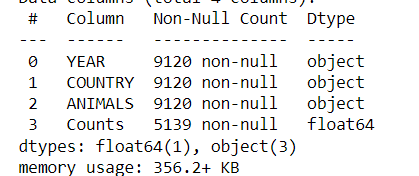 Data columns (total 4 columns):
#   Column   Non-Null Count  Dtype
---  ------   --------------  -----
0   YEAR     9120 non-null   object
1   COUNTRY  9120 non-null   object
2   ANIMALS  9120 non-null   object
3   Counts   5139 non-null   float64
dtypes: float64(1), object(3)
memory usage: 356.2+ KB